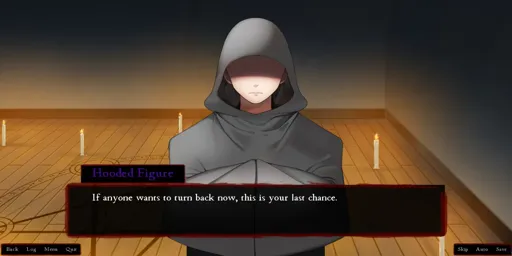 Hooded Figure
If anyone wants to turn back now, this is your last chance.
Back Log Menu Quit
Skip Auto Save